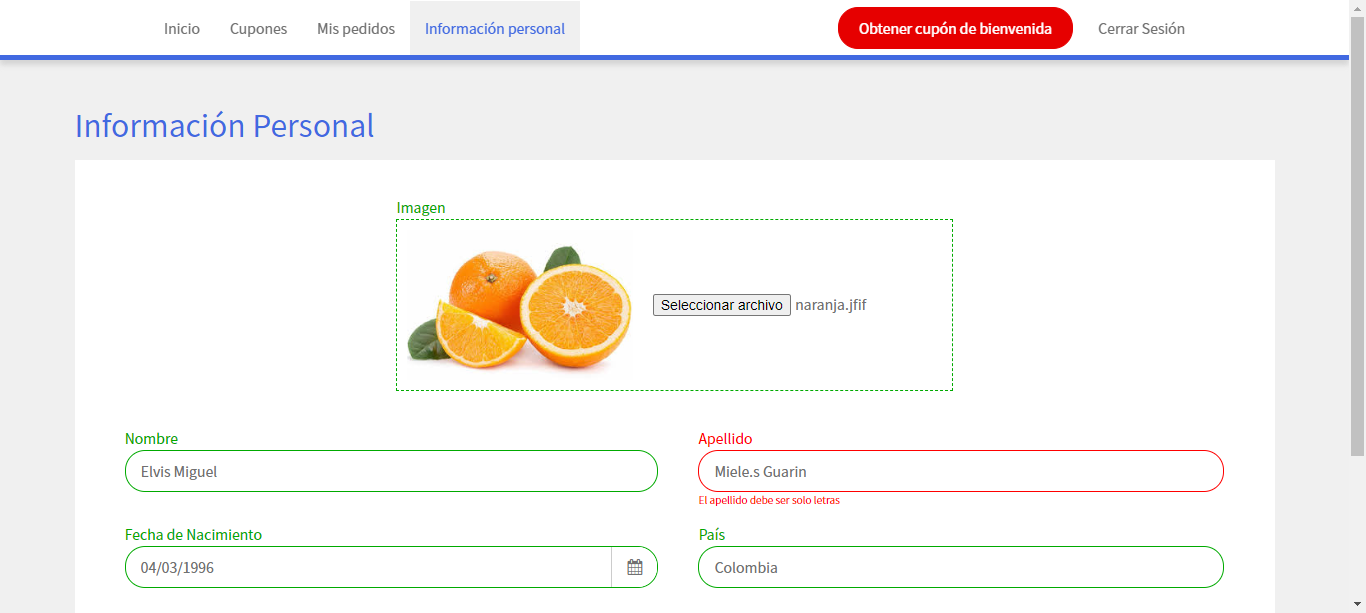 Inicio Cupones Mis pedidos Información personal Obtener cupón de bienvenida Cerrar Sesión
Información Personal
Imagen
Seleccionar archivo naranja.jfif
Nombre Apellido
Elvis Miguel Miele.s Guarin
El apellido debe ser solo letras
Fecha de Nacimiento País
04/03/1996 Colombia